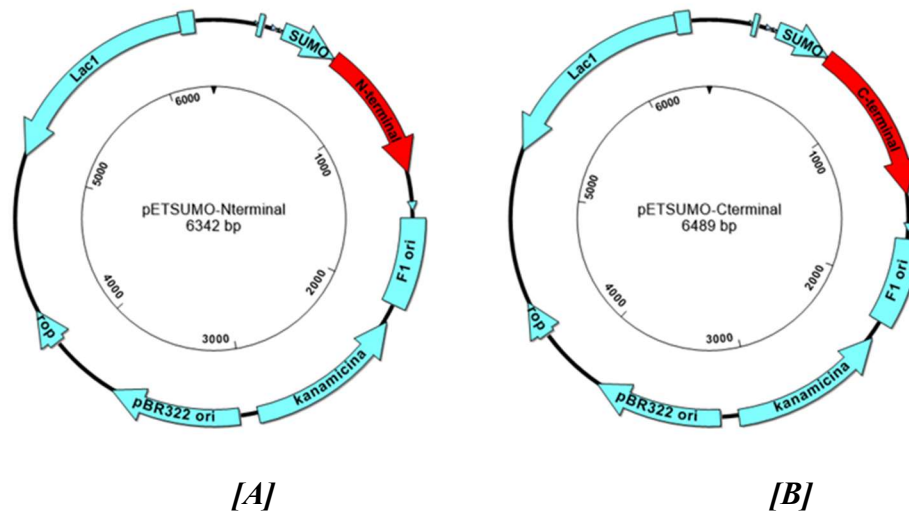 Lac1
SUMO
N-terminal
F1 ori
kanamicina
pBR322 ori
rop
6000
1000
2000
3000
4000
5000
pETSUMO-Nterminal
6342 bp
[A]
Lac1
SUMO
C-terminal
F1 ori
kanamicina
pBR322 ori
rop
6000
1000
2000
3000
4000
5000
pETSUMO-Cterminal
6489 bp
[B]